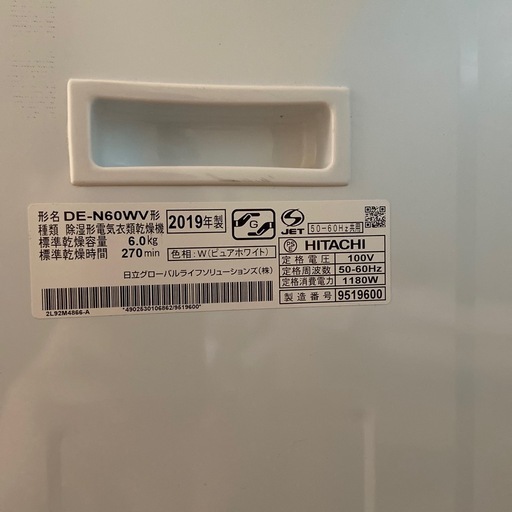 形名 DE-N60WV形
種類 除湿形電気衣類乾燥機
標準乾燥容量 6.0kg
標準乾燥時間 270min
2019年製
色相:W(ピュアホワイト)
日立グローバルライフソリューションズ(株)
2L92M4866-A
*4902530106862/9519600*
G
S
JET
50-60Hz共用
PS
E
HITACHI
定格電圧 100V
定格周波数 50-60Hz
定格消費電力 1180W
製造番号 9519600